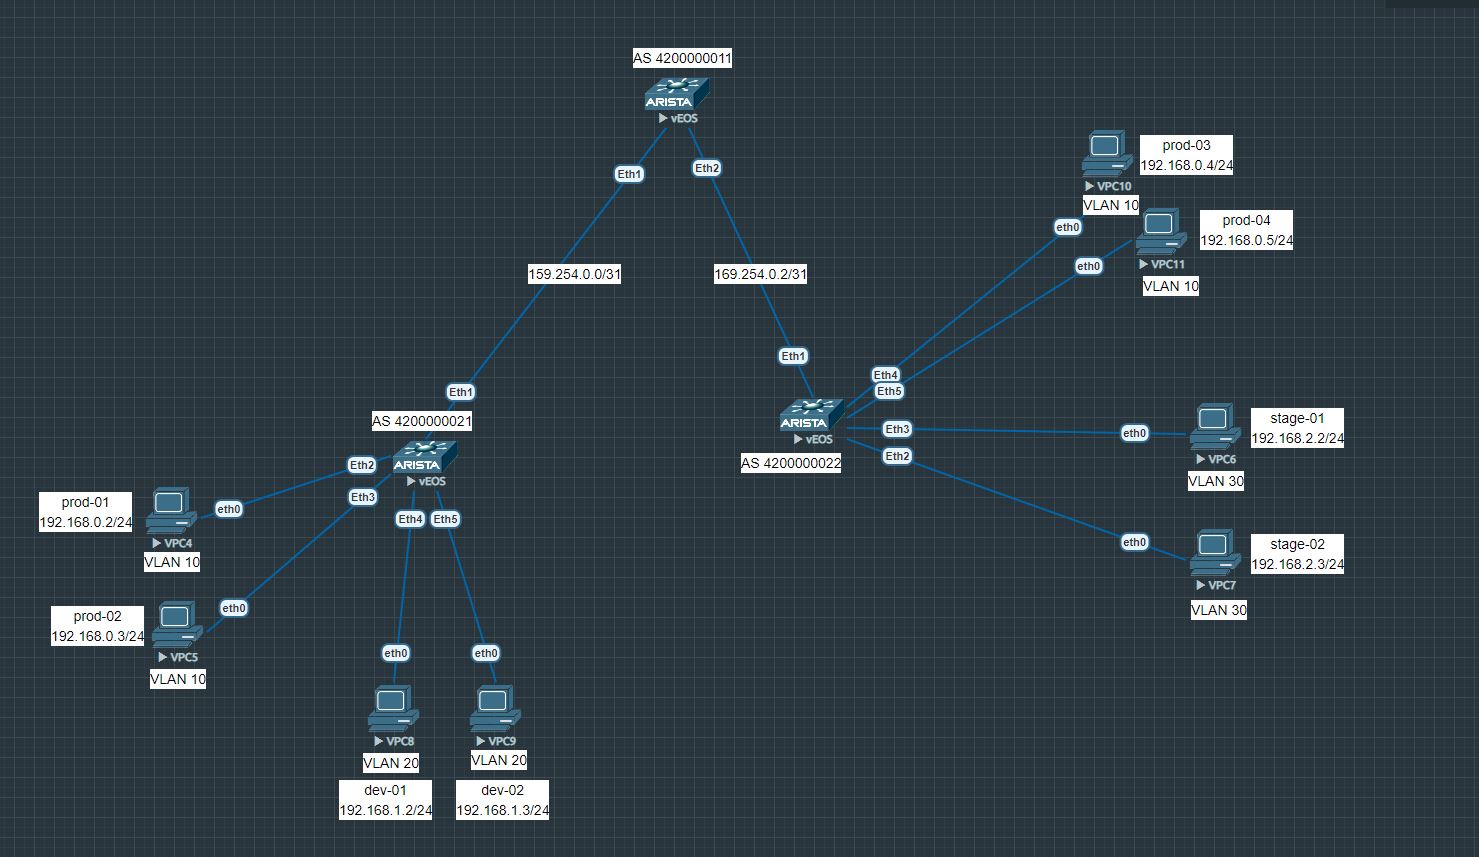 AS 4200000011
ARISTA
vEOS
Eth1
Eth2
159.254.0.0/31
169.254.0.2/31
Eth1
AS 4200000021
ARISTA
vEOS
Eth2
Eth3
Eth4
Eth5
eth0
prod-01
192.168.0.2/24
VPC4
VLAN 10
eth0
prod-02
192.168.0.3/24
VPC5
VLAN 10
eth0
VPC8
VLAN 20
dev-01
192.168.1.2/24
eth0
VPC9
VLAN 20
dev-02
192.168.1.3/24
Eth1
ARISTA
vEOS
AS 4200000022
Eth4
Eth5
Eth3
Eth2
eth0
VPC10
VLAN 10
prod-03
192.168.0.4/24
eth0
VPC11
VLAN 10
prod-04
192.168.0.5/24
eth0
VPC6
VLAN 30
stage-01
192.168.2.2/24
eth0
VPC7
VLAN 30
stage-02
192.168.2.3/24